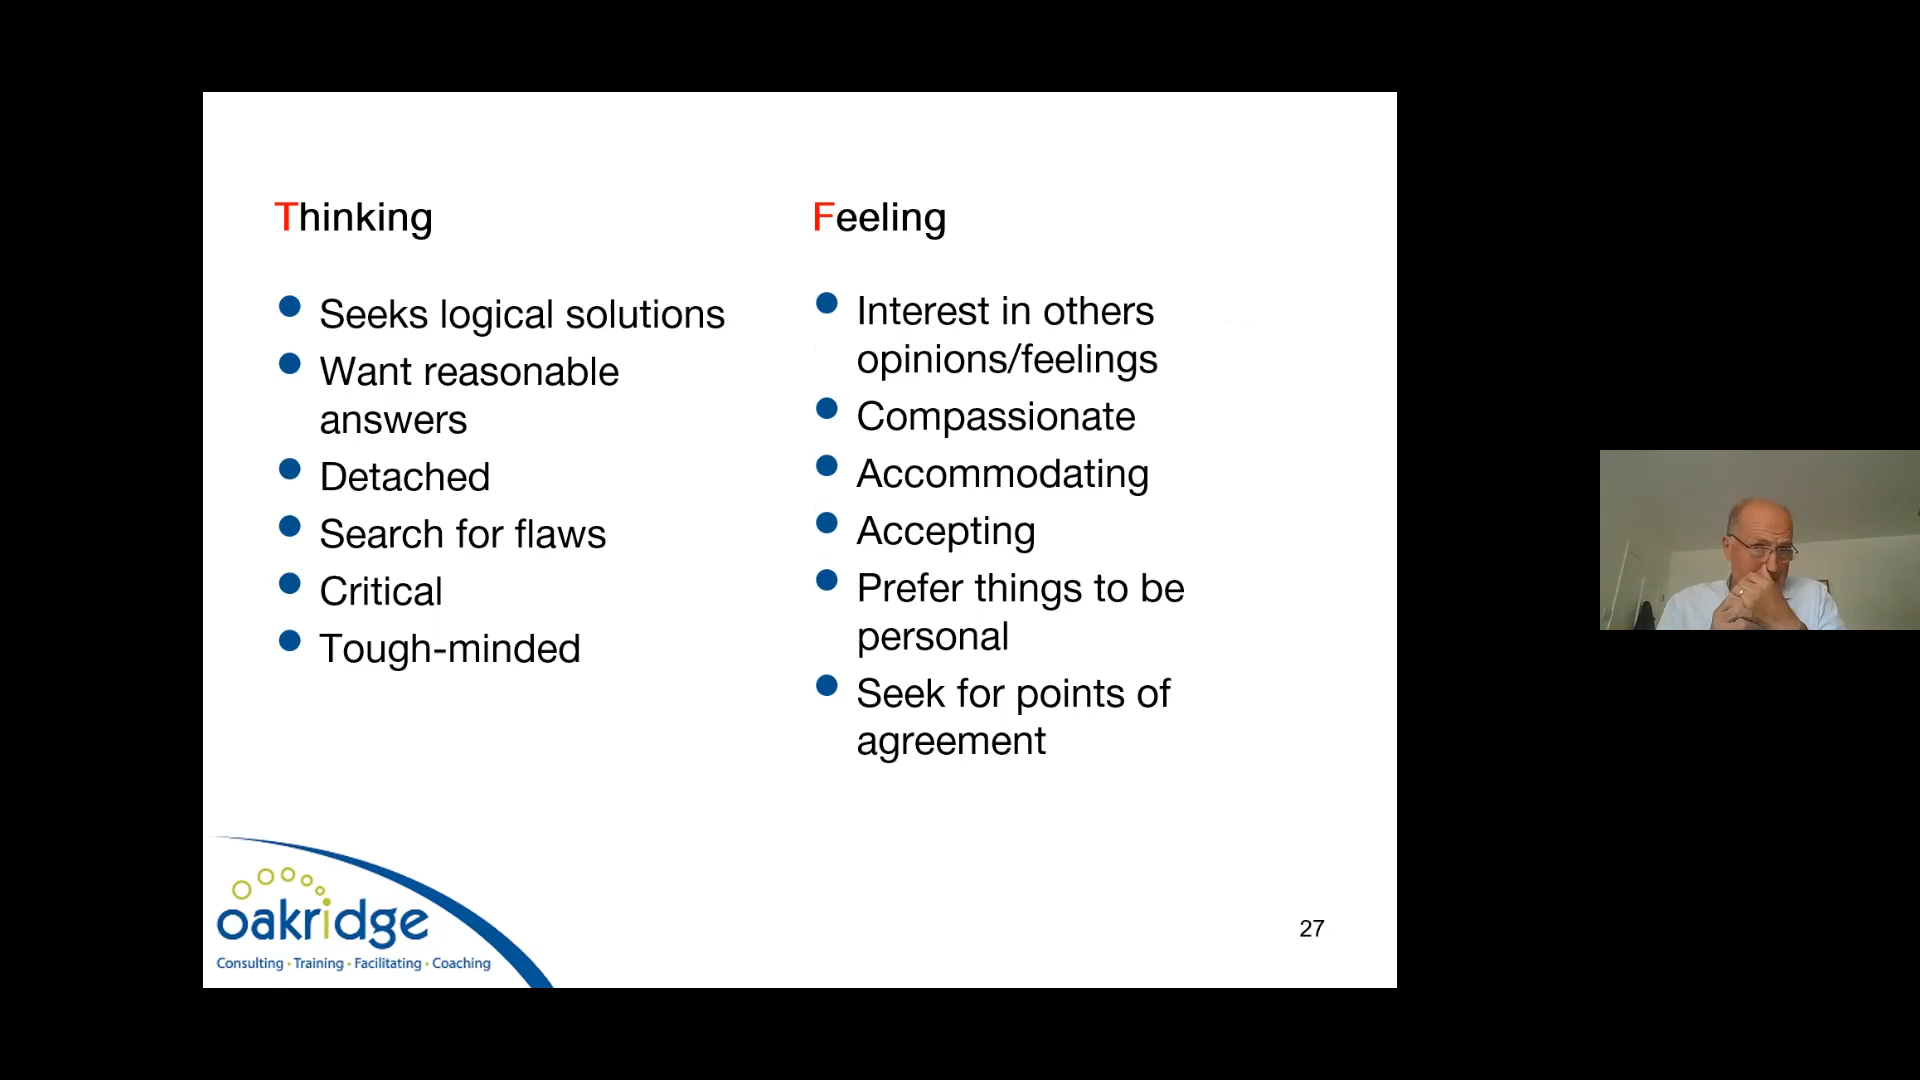 Thinking
Seeks logical solutions
Want reasonable
answers
Detached
Search for flaws
Critical
Tough-minded
Feeling
Interest in others
opinions/feelings
Compassionate
Accommodating
Accepting
Prefer things to be
personal
Seek for points of
agreement
oakridge
Consulting · Training · Facilitating · Coaching
27